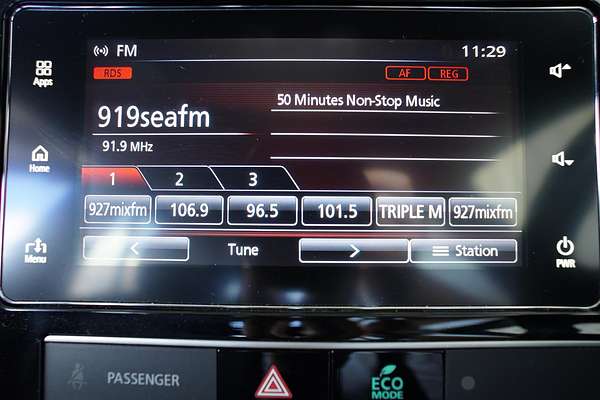 FM 11:29
RDS AF REG
Apps
50 Minutes Non-Stop Music
919seafm
91.9 MHz
Home
1 2 3
927mixfm 106.9 96.5 101.5 TRIPLE M 927mixfm
Menu
< Tune > Station
PWR
PASSENGER
ECO
MODE